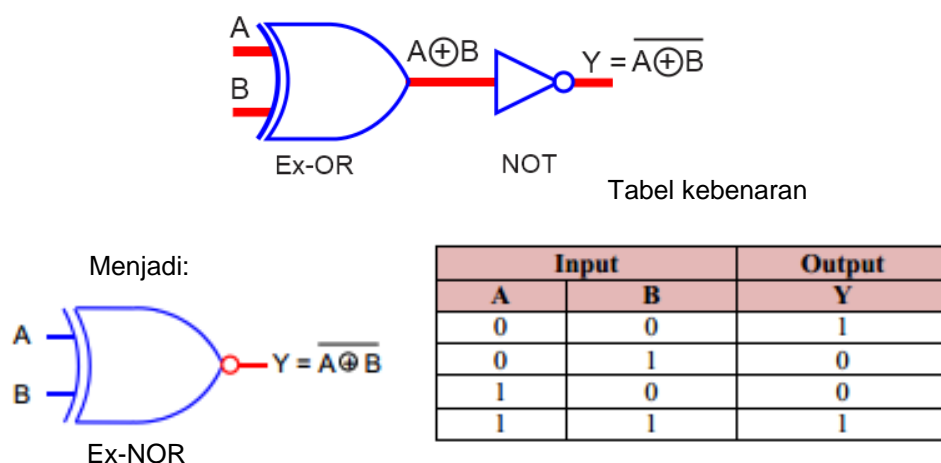 A
B
A⊕B
Y = A⊕B
Ex-OR
NOT
Tabel kebenaran
Menjadi:
A
B
Y = A⊕B
Ex-NOR
Input Output
A B Y
0 0 1
0 1 0
1 0 0
1 1 1